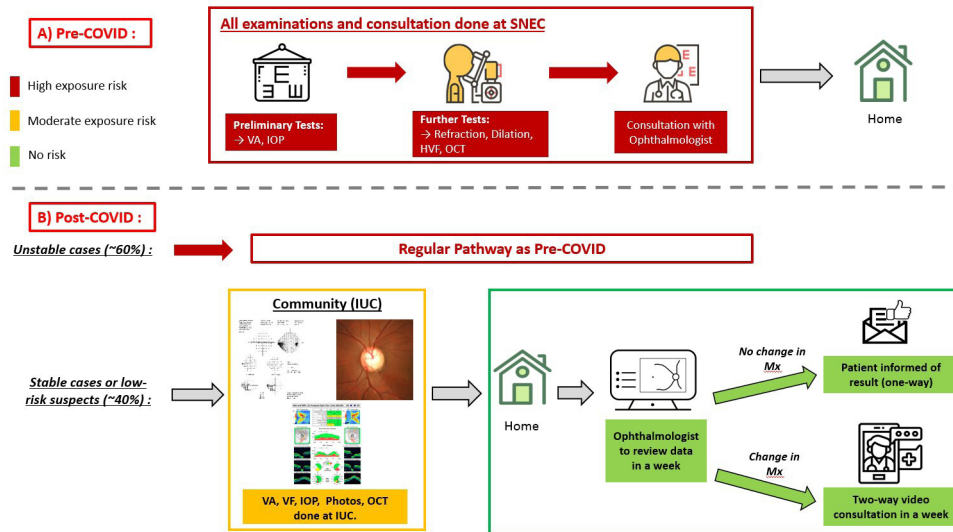 A) Pre-COVID :
High exposure risk
Moderate exposure risk
No risk
All examinations and consultation done at SNEC
Preliminary Tests:
→ VA, IOP
Further Tests:
→ Refraction, Dilation,
HVF, OCT
Consultation with
Ophthalmologist
Home
B) Post-COVID :
Unstable cases (~60%) :
Regular Pathway as Pre-COVID
Stable cases or low-
risk suspects (~40%) :
Community (IUC)
VA, VF, IOP, Photos, OCT
done at IUC.
Home
Ophthalmologist
to review data
in a week
No change in
Mx
Patient informed of
result (one-way)
Change in
Mx
Two-way video
consultation in a week